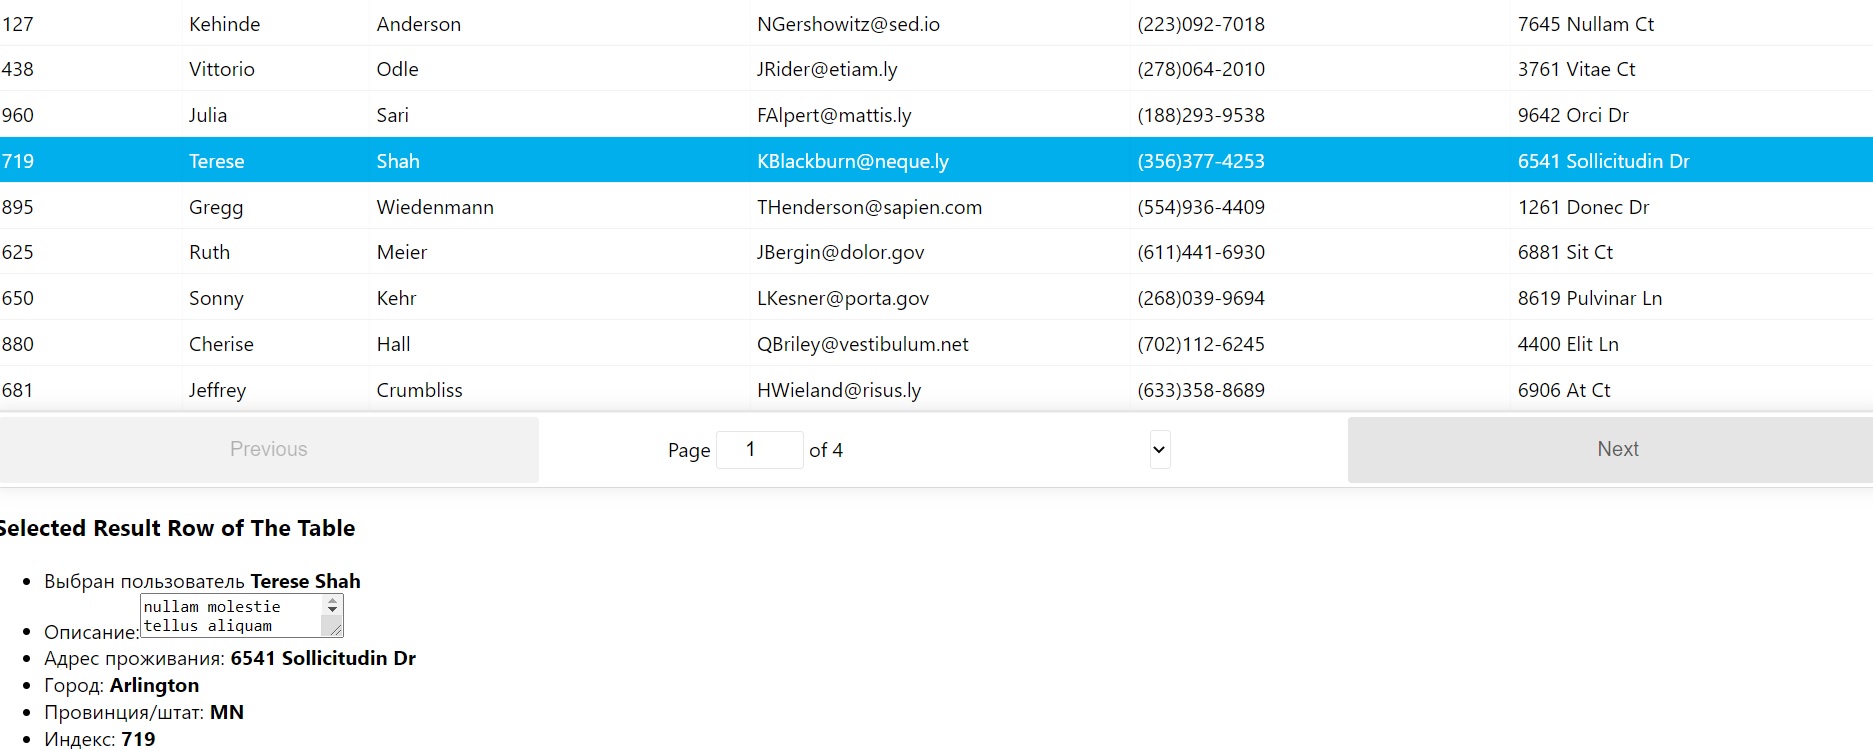 127 Kehinde Anderson NGershowitz@sed.io (223)092-7018 7645 Nullam Ct
438 Vittorio Odle JRider@etiam.ly (278)064-2010 3761 Vitae Ct
960 Julia Sari FAlpert@mattis.ly (188)293-9538 9642 Orci Dr
719 Terese Shah KBlackburn@neque.ly (356)377-4253 6541 Sollicitudin Dr
895 Gregg Wiedenmann THenderson@sapien.com (554)936-4409 1261 Donec Dr
625 Ruth Meier JBergin@dolor.gov (611)441-6930 6881 Sit Ct
650 Sonny Kehr LKesner@porta.gov (268)039-9694 8619 Pulvinar Ln
880 Cherise Hall QBriley@vestibulum.net (702)112-6245 4400 Elit Ln
681 Jeffrey Crumbliss HWieland@risus.ly (633)358-8689 6906 At Ct
Previous Page 1 of 4 Next
Selected Result Row of The Table
Выбран пользователь Terese Shah
Описание: nullam molestie
tellus aliquam
Адрес проживания: 6541 Sollicitudin Dr
Город: Arlington
Провинция/штат: MN
Индекс: 719